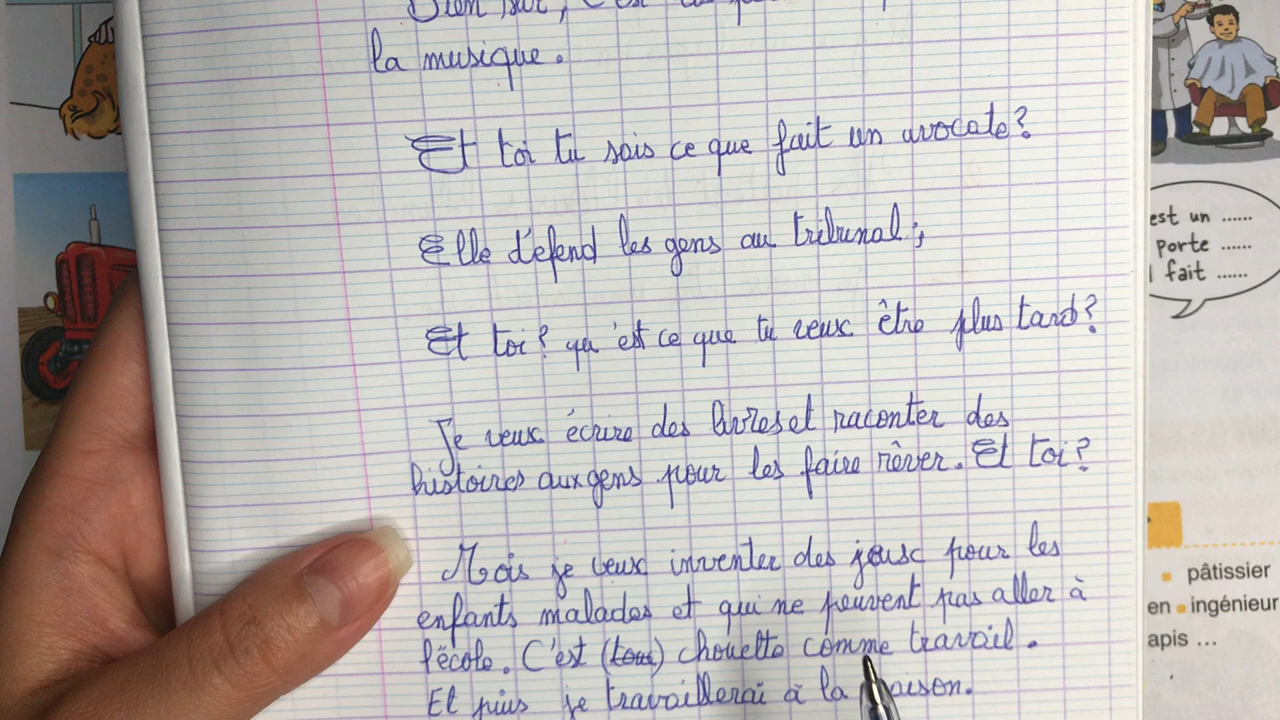 Bien sûr, c'est
la musique.
Et toi tu sais ce que fait un avocate?
Elle défend les gens au tribunal;
Et toi? qu'est ce que tu veux être plus tard?
Je veux écrire des livres et raconter des
histoires aux gens pour les faire rêver. Et toi?
Mois je veux inventer des jeux pour les
enfants malades et qui ne peuvent pas aller à
l'école. C'est (tous) chouette comme travail.
Et puis je travaillerai à la maison.
est un ......
porte ......
fait ......
pâtissier
en ingénieur
apis ...